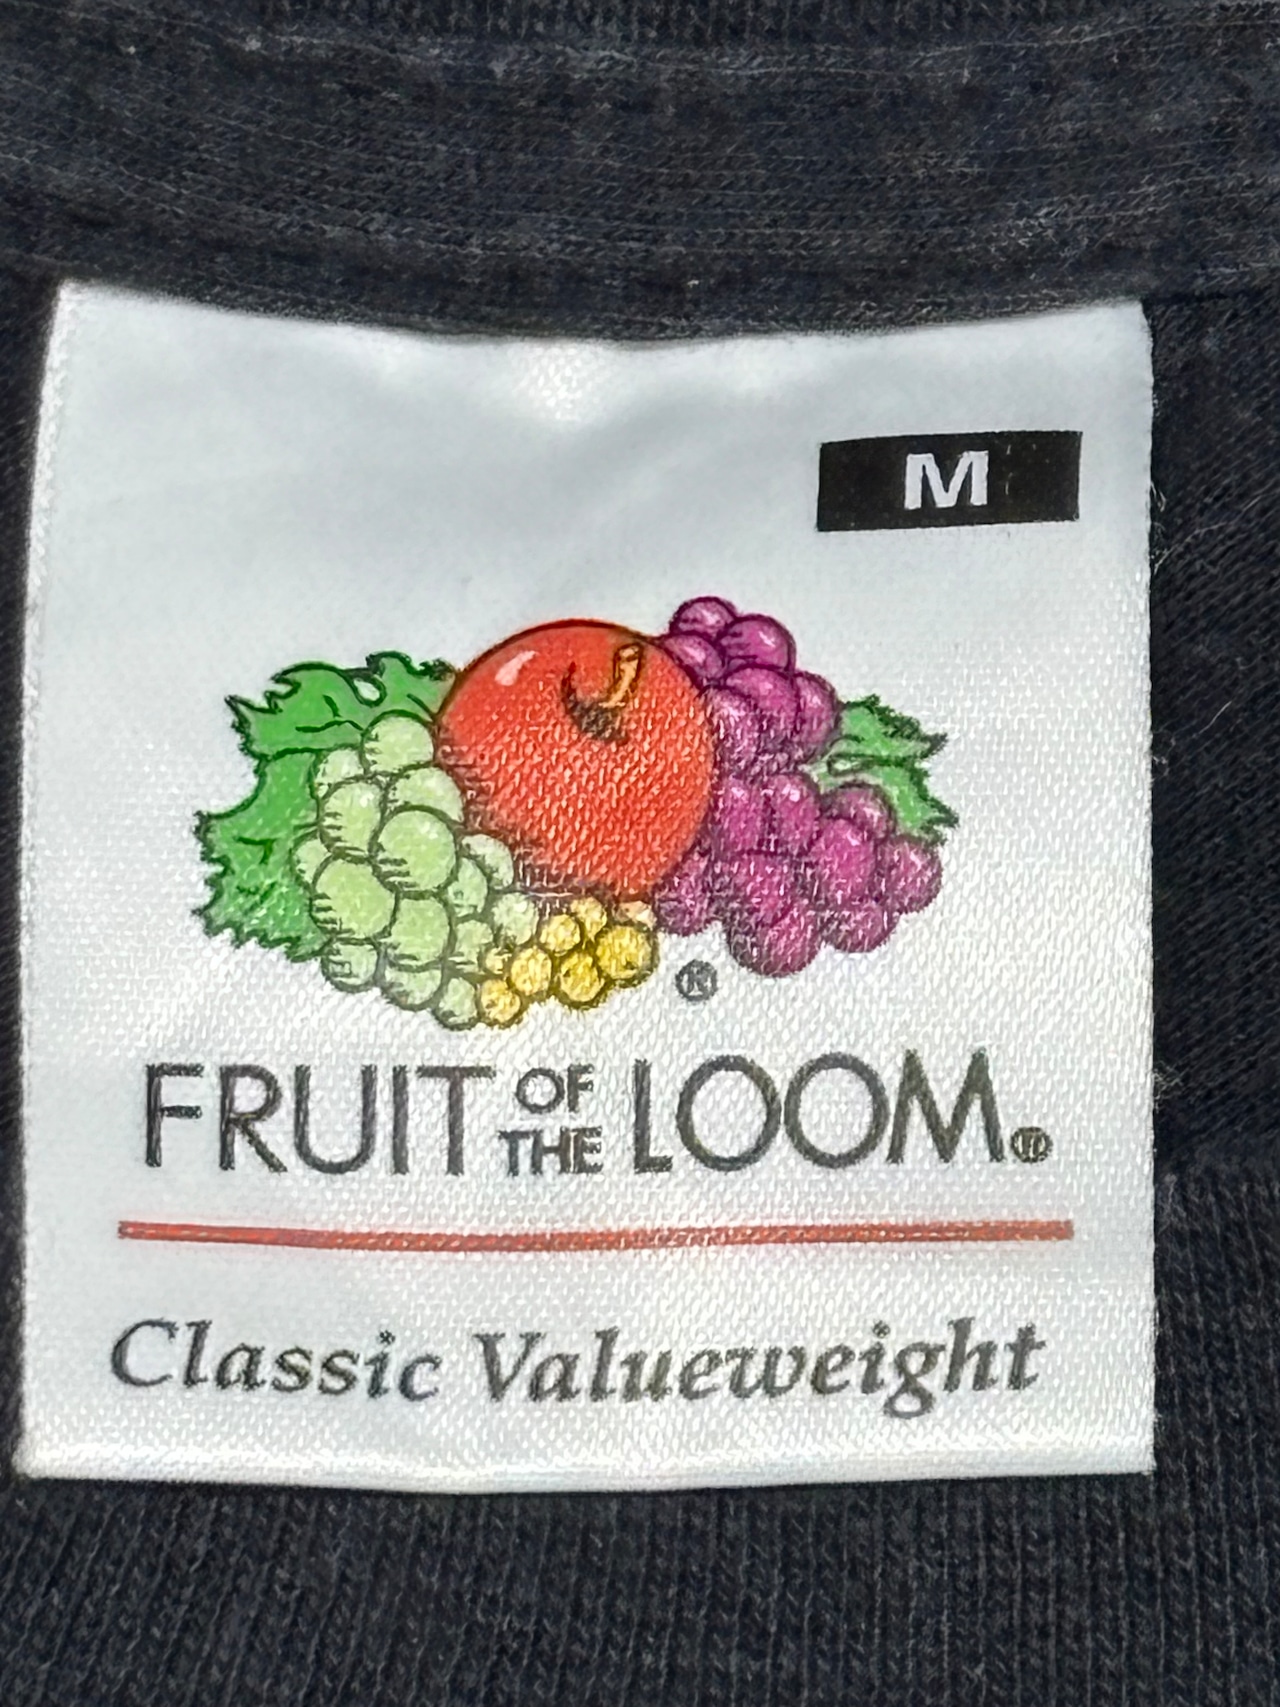 M
®
FRUIT OF THE LOOM®
Classic Valueweight